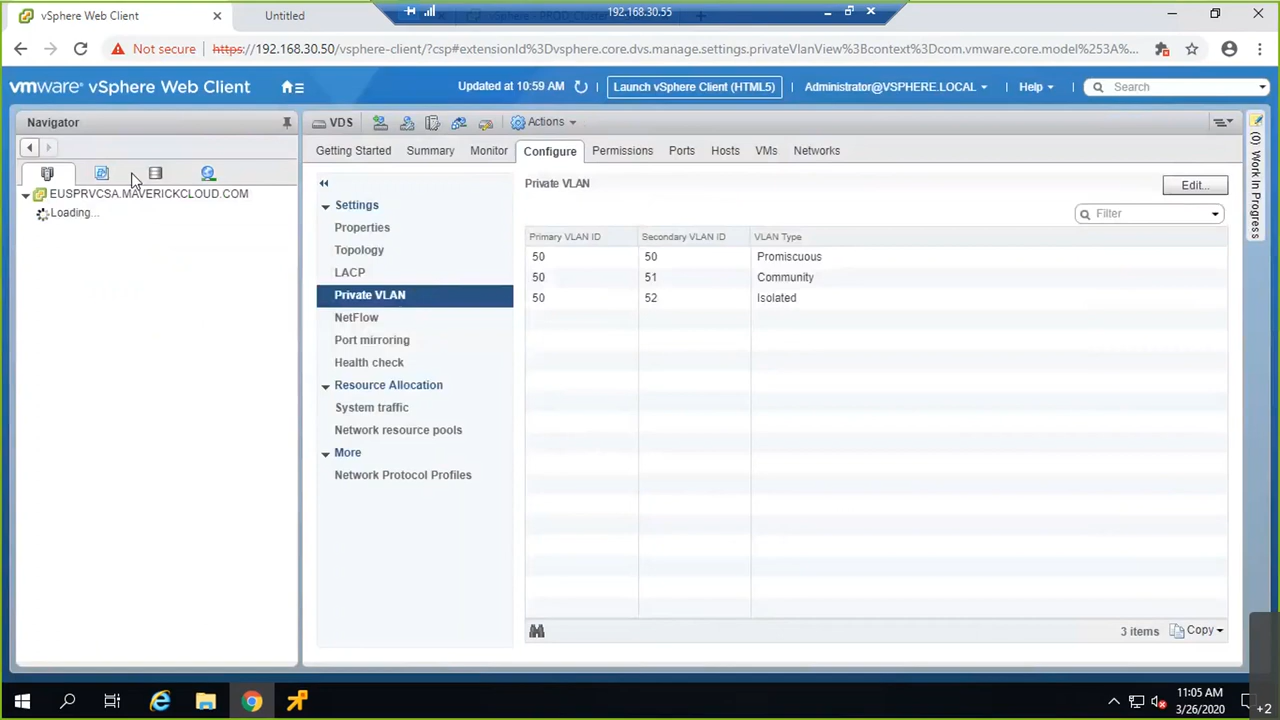 vSphere Web Client
Untitled
vSphere - PROD_Cluster
192.168.30.55
Not secure
https://192.168.30.50/vsphere-client/?csp#extensionId%3Dvsphere.core.dvs.manage.settings.privateVlanView%3Bcontext%3Dcom.vmware.core.model%253A%...
vmware® vSphere Web Client
Updated at 10:59 AM
Launch vSphere Client (HTML5)
Administrator@VSPHERE.LOCAL
Help
Search
Navigator
VDS
Actions
(0) Work In Progress
Getting Started
Summary
Monitor
Configure
Permissions
Ports
Hosts
VMs
Networks
EUSPRVCSA.MAVERICKCLOUD.COM
Loading...
Settings
Properties
Topology
LACP
Private VLAN
NetFlow
Port mirroring
Health check
Resource Allocation
System traffic
Network resource pools
More
Network Protocol Profiles
Private VLAN
Edit...
Filter
Primary VLAN ID Secondary VLAN ID VLAN Type
50 50 Promiscuous
50 51 Community
50 52 Isolated
3 items
Copy
11:05 AM
3/26/2020
+2